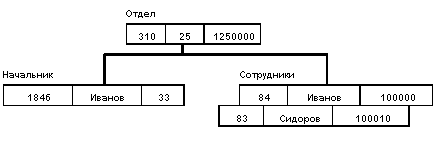 Отдел
310 25 1250000
Начальник
1846 Иванов 33
Сотрудники
84 Иванов 100000
83 Сидоров 100010